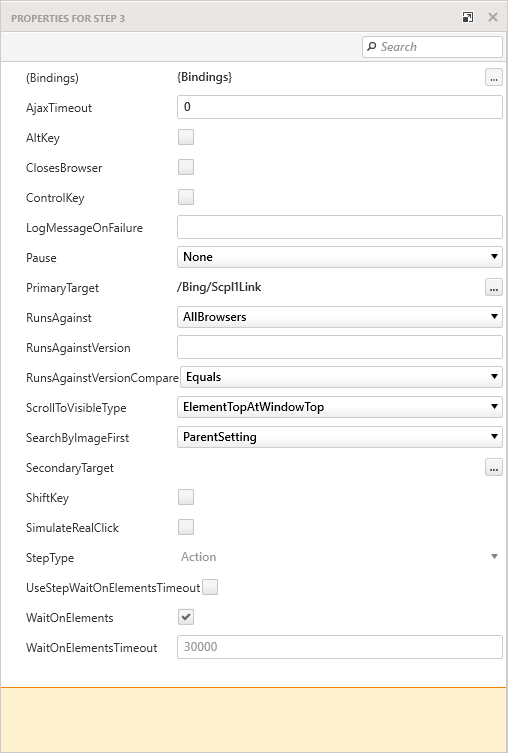 PROPERTIES FOR STEP 3
Search
(Bindings) {Bindings} ...
AjaxTimeout 0
AltKey
ClosesBrowser
ControlKey
LogMessageOnFailure
Pause None
PrimaryTarget /Bing/Scpl1Link ...
RunsAgainst AllBrowsers
RunsAgainstVersion
RunsAgainstVersionCompare Equals
ScrollToVisibleType ElementTopAtWindowTop
SearchByImageFirst ParentSetting
SecondaryTarget ...
ShiftKey
SimulateRealClick
StepType Action
UseStepWaitOnElementsTimeout
WaitOnElements
WaitOnElementsTimeout 30000